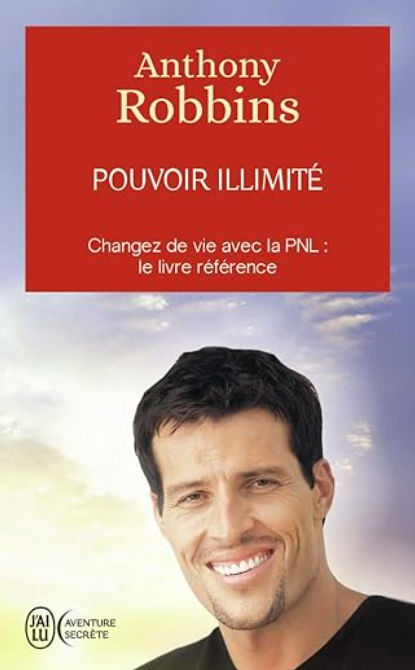 Anthony
Robbins
POUVOIR ILLIMITÉ
Changez de vie avec la PNL :
le livre référence
J'AI
LU
AVENTURE
SECRÈTE